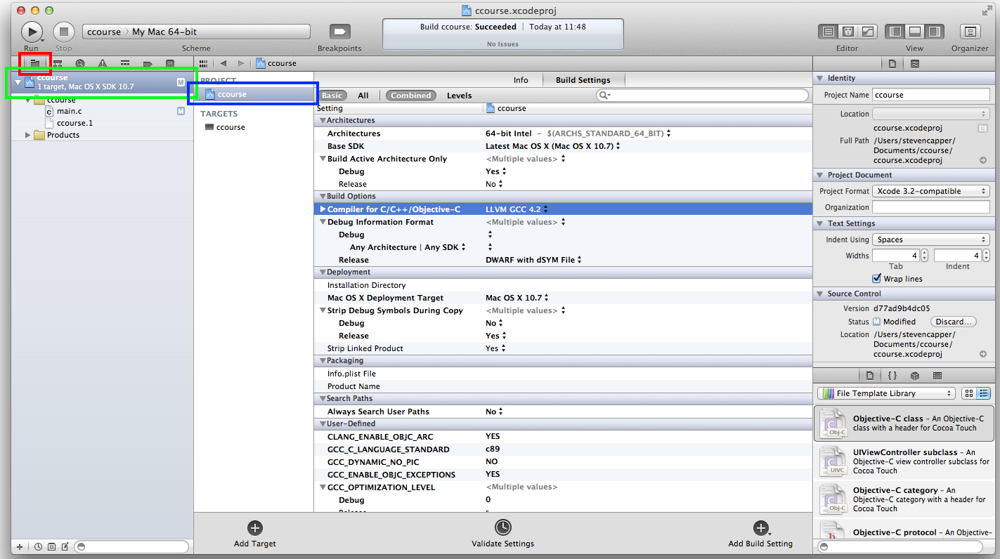 ccourse.xcodeproj
ccourse 〉 My Mac 64-bit
Build ccourse: Succeeded | Today at 11:48
No Issues
Run
Stop
Scheme
Breakpoints
Editor
View
Organizer
ccourse
ccourse
1 target, Mac OS X SDK 10.7
M
ccourse
main.c
M
ccourse.1
Products
PROJECT
ccourse
TARGETS
ccourse
Info
Build Settings
Basic
All
Combined
Levels
Setting
ccourse
Architectures
Architectures
64-bit Intel – $(ARCHS_STANDARD_64_BIT)
Base SDK
Latest Mac OS X (Mac OS X 10.7)
Build Active Architecture Only
<Multiple values>
Debug
Yes
Release
No
Build Options
Compiler for C/C++/Objective-C
LLVM GCC 4.2
Debug Information Format
<Multiple values>
Debug
Any Architecture | Any SDK
Release
DWARF with dSYM File
Deployment
Installation Directory
Mac OS X Deployment Target
Mac OS X 10.7
Strip Debug Symbols During Copy
<Multiple values>
Debug
No
Release
Yes
Strip Linked Product
Yes
Packaging
Info.plist File
Product Name
Search Paths
Always Search User Paths
No
User-Defined
CLANG_ENABLE_OBJC_ARC
YES
GCC_C_LANGUAGE_STANDARD
c89
GCC_DYNAMIC_NO_PIC
NO
GCC_ENABLE_OBJC_EXCEPTIONS
YES
GCC_OPTIMIZATION_LEVEL
<Multiple values>
Debug
0
Release
s
Add Target
Validate Settings
Add Build Setting
Identity
Project Name
ccourse
Location
ccourse.xcodeproj
Full Path
/Users/stevencapper/
Documents/ccourse/
ccourse.xcodeproj
Project Document
Project Format
Xcode 3.2-compatible
Organization
Text Settings
Indent Using
Spaces
Widths
4
4
Tab
Indent
Wrap lines
Source Control
Version
d77ad9b4dc05
Status
M
Modified
Discard...
Location
/Users/stevencapper/
Documents/ccourse/
ccourse.xcodeproj
{ }
File Template Library
C
Obj-C
Objective-C class – An Objective-C
class with a header for Cocoa Touch
C
UIVC
UIViewController subclass – An
Objective-C view controller subclass for
Cocoa Touch
C
Obj-C
Objective-C category – An
Objective-C category with a header for
Cocoa Touch
h
Objective-C protocol – An Objective-